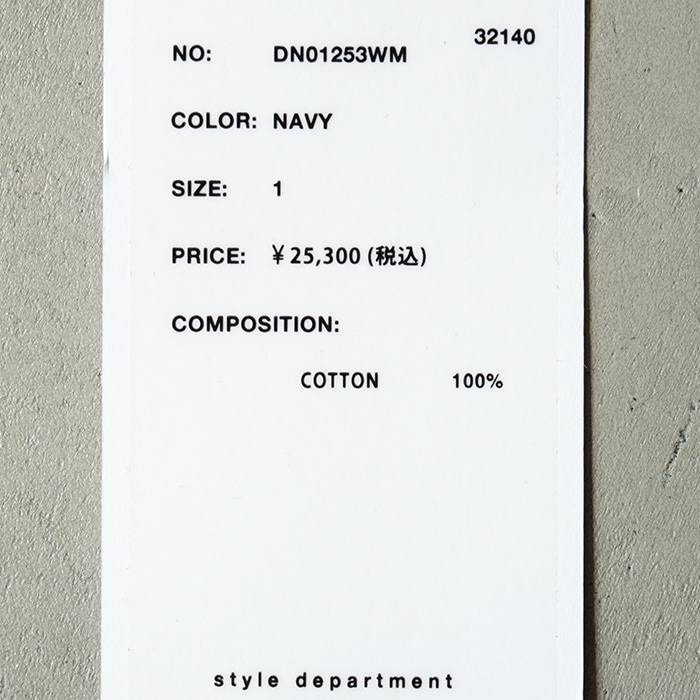 32140
NO: DN01253WM
COLOR: NAVY
SIZE: 1
PRICE: ¥25,300 (税込)
COMPOSITION:
COTTON 100%
style department